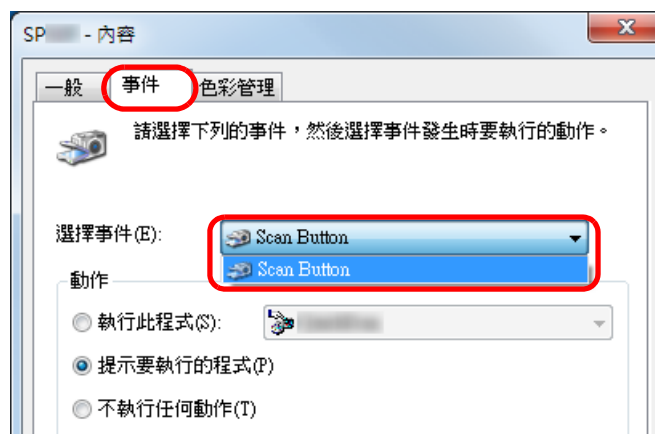 SP - 內容
一般 事件 色彩管理
請選擇下列的事件，然後選擇事件發生時要執行的動作。
選擇事件(E): Scan Button
Scan Button
動作
執行此程式(S):
提示要執行的程式(P)
不執行任何動作(T)